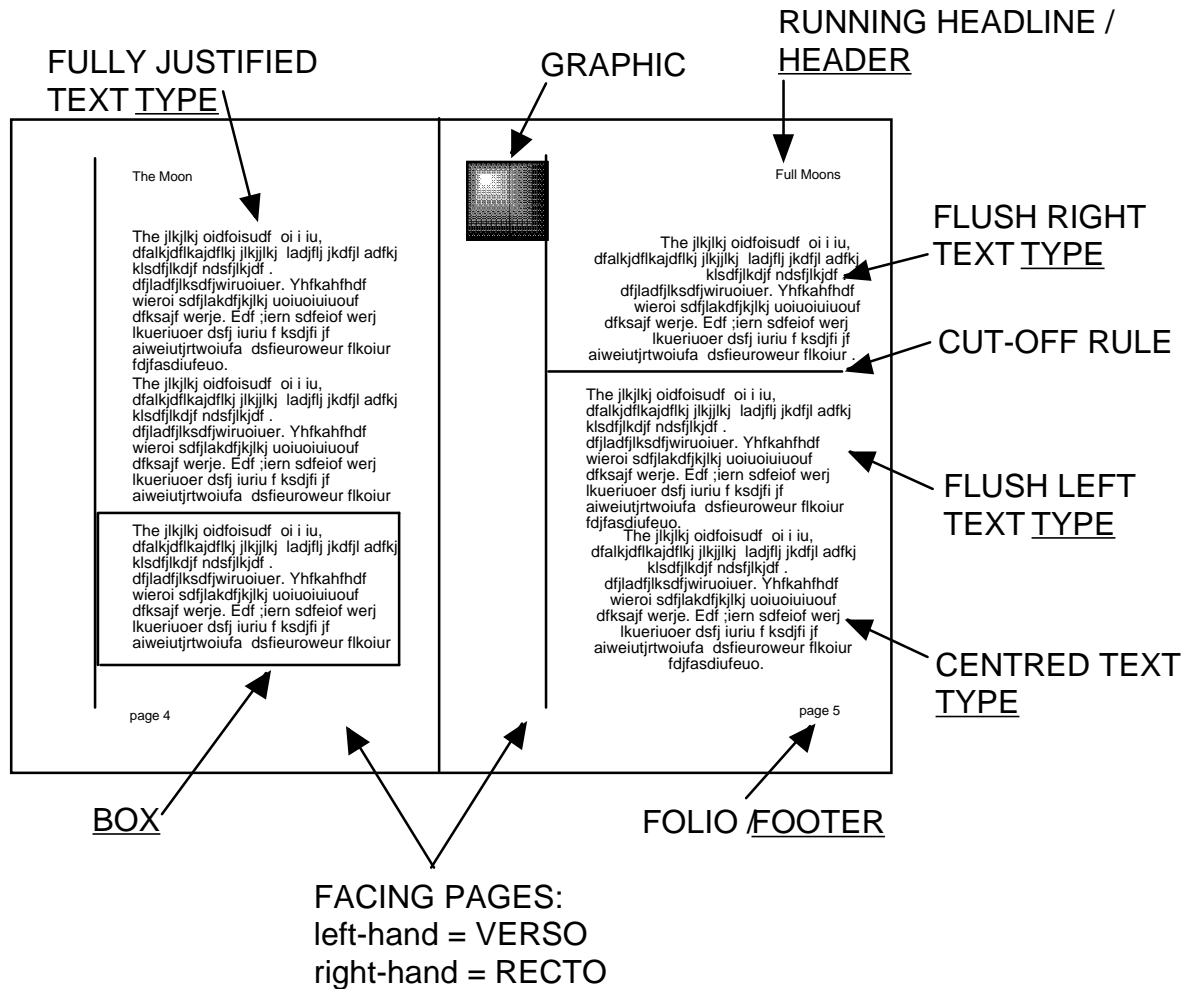 RUNNING HEADLINE /
HEADER
FULLY JUSTIFIED
TEXT TYPE
GRAPHIC
The Moon
The jlkjlkj oidfoisudf  oi i iu,
dfalkjdflkajdflkj jlkjjlkj  ladjflj jkdfjl adfkj
klsdfjlkdjf ndsfjlkjdf .
dfjladfjlksdfjwiruoiuer. Yhfkahfhdf
wieroi sdfjlakdfjkjlkj uoiuoiuiuouf
dfksajf werje. Edf ;iern sdfeiof werj
lkueriuoer dsfj iuriu f ksdjfi jf
aiweiutjrtwoiufa  dsfieuroweur flkoiur
fdjfasdiufeuo.
The jlkjlkj oidfoisudf  oi i iu,
dfalkjdflkajdflkj jlkjjlkj  ladjflj jkdfjl adfkj
klsdfjlkdjf ndsfjlkjdf .
dfjladfjlksdfjwiruoiuer. Yhfkahfhdf
wieroi sdfjlakdfjkjlkj uoiuoiuiuouf
dfksajf werje. Edf ;iern sdfeiof werj
lkueriuoer dsfj iuriu f ksdjfi jf
aiweiutjrtwoiufa  dsfieuroweur flkoiur
The jlkjlkj oidfoisudf  oi i iu,
dfalkjdflkajdflkj jlkjjlkj  ladjflj jkdfjl adfkj
klsdfjlkdjf ndsfjlkjdf .
dfjladfjlksdfjwiruoiuer. Yhfkahfhdf
wieroi sdfjlakdfjkjlkj uoiuoiuiuouf
dfksajf werje. Edf ;iern sdfeiof werj
lkueriuoer dsfj iuriu f ksdjfi jf
aiweiutjrtwoiufa  dsfieuroweur flkoiur
page 4
Full Moons
The jlkjlkj oidfoisudf  oi i iu,
dfalkjdflkajdflkj jlkjjlkj  ladjflj jkdfjl adfkj
klsdfjlkdjf ndsfjlkjdf .
dfjladfjlksdfjwiruoiuer. Yhfkahfhdf
wieroi sdfjlakdfjkjlkj uoiuoiuiuouf
dfksajf werje. Edf ;iern sdfeiof werj
lkueriuoer dsfj iuriu f ksdjfi jf
aiweiutjrtwoiufa  dsfieuroweur flkoiur .
The jlkjlkj oidfoisudf  oi i iu,
dfalkjdflkajdflkj jlkjjlkj  ladjflj jkdfjl adfkj
klsdfjlkdjf ndsfjlkjdf .
dfjladfjlksdfjwiruoiuer. Yhfkahfhdf
wieroi sdfjlakdfjkjlkj uoiuoiuiuouf
dfksajf werje. Edf ;iern sdfeiof werj
lkueriuoer dsfj iuriu f ksdjfi jf
aiweiutjrtwoiufa  dsfieuroweur flkoiur
fdjfasdiufeuo.
The jlkjlkj oidfoisudf  oi i iu,
dfalkjdflkajdflkj jlkjjlkj  ladjflj jkdfjl adfkj
klsdfjlkdjf ndsfjlkjdf .
dfjladfjlksdfjwiruoiuer. Yhfkahfhdf
wieroi sdfjlakdfjkjlkj uoiuoiuiuouf
dfksajf werje. Edf ;iern sdfeiof werj
lkueriuoer dsfj iuriu f ksdjfi jf
aiweiutjrtwoiufa  dsfieuroweur flkoiur
fdjfasdiufeuo.
page 5
FLUSH RIGHT
TEXT TYPE
CUT-OFF RULE
FLUSH LEFT
TEXT TYPE
CENTRED TEXT
TYPE
BOX
FOLIO /FOOTER
FACING PAGES:
left-hand = VERSO
right-hand = RECTO